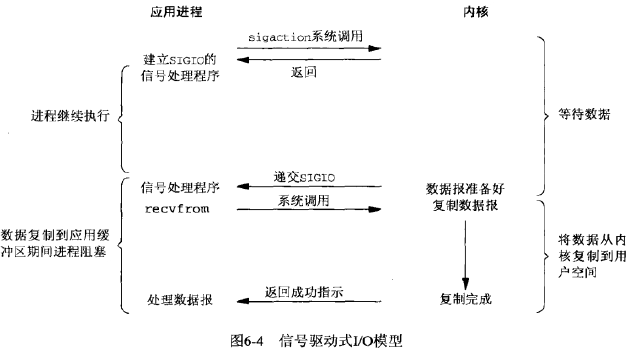 应用进程
内核
sigaction系统调用
建立SIGIO的
信号处理程序
返回
进程继续执行
等待数据
递交SIGIO
信号处理程序
数据报准备好
recvfrom
系统调用
复制数据报
数据复制到应用缓
冲区期间进程阻塞
将数据从内
核复制到用
户空间
处理数据报
返回成功指示
复制完成
图6-4 信号驱动式I/O模型